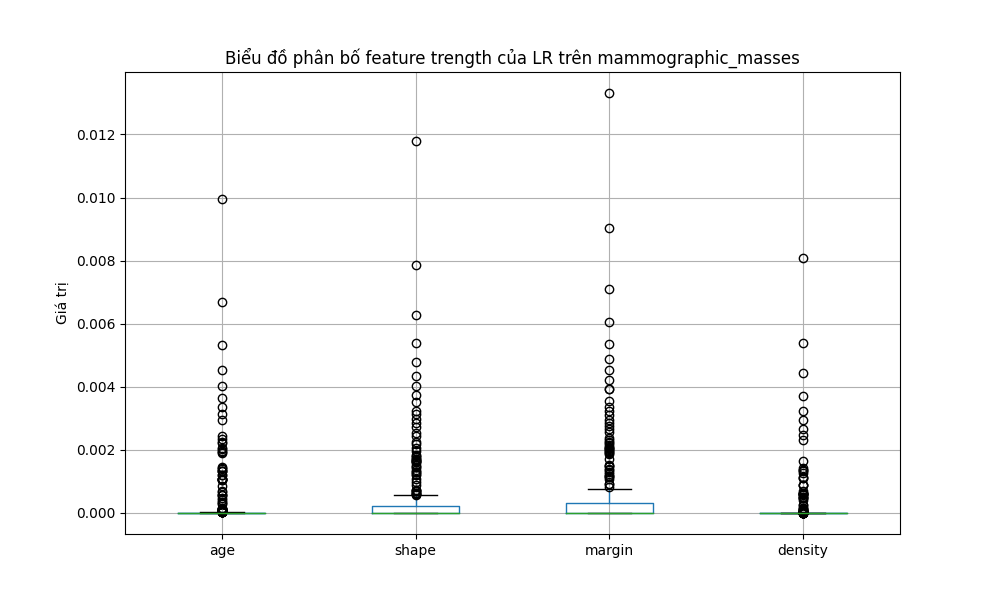 Biểu đồ phân bố feature trength của LR trên mammographic_masses
Giá trị
0.012
0.010
0.008
0.006
0.004
0.002
0.000
age shape margin density